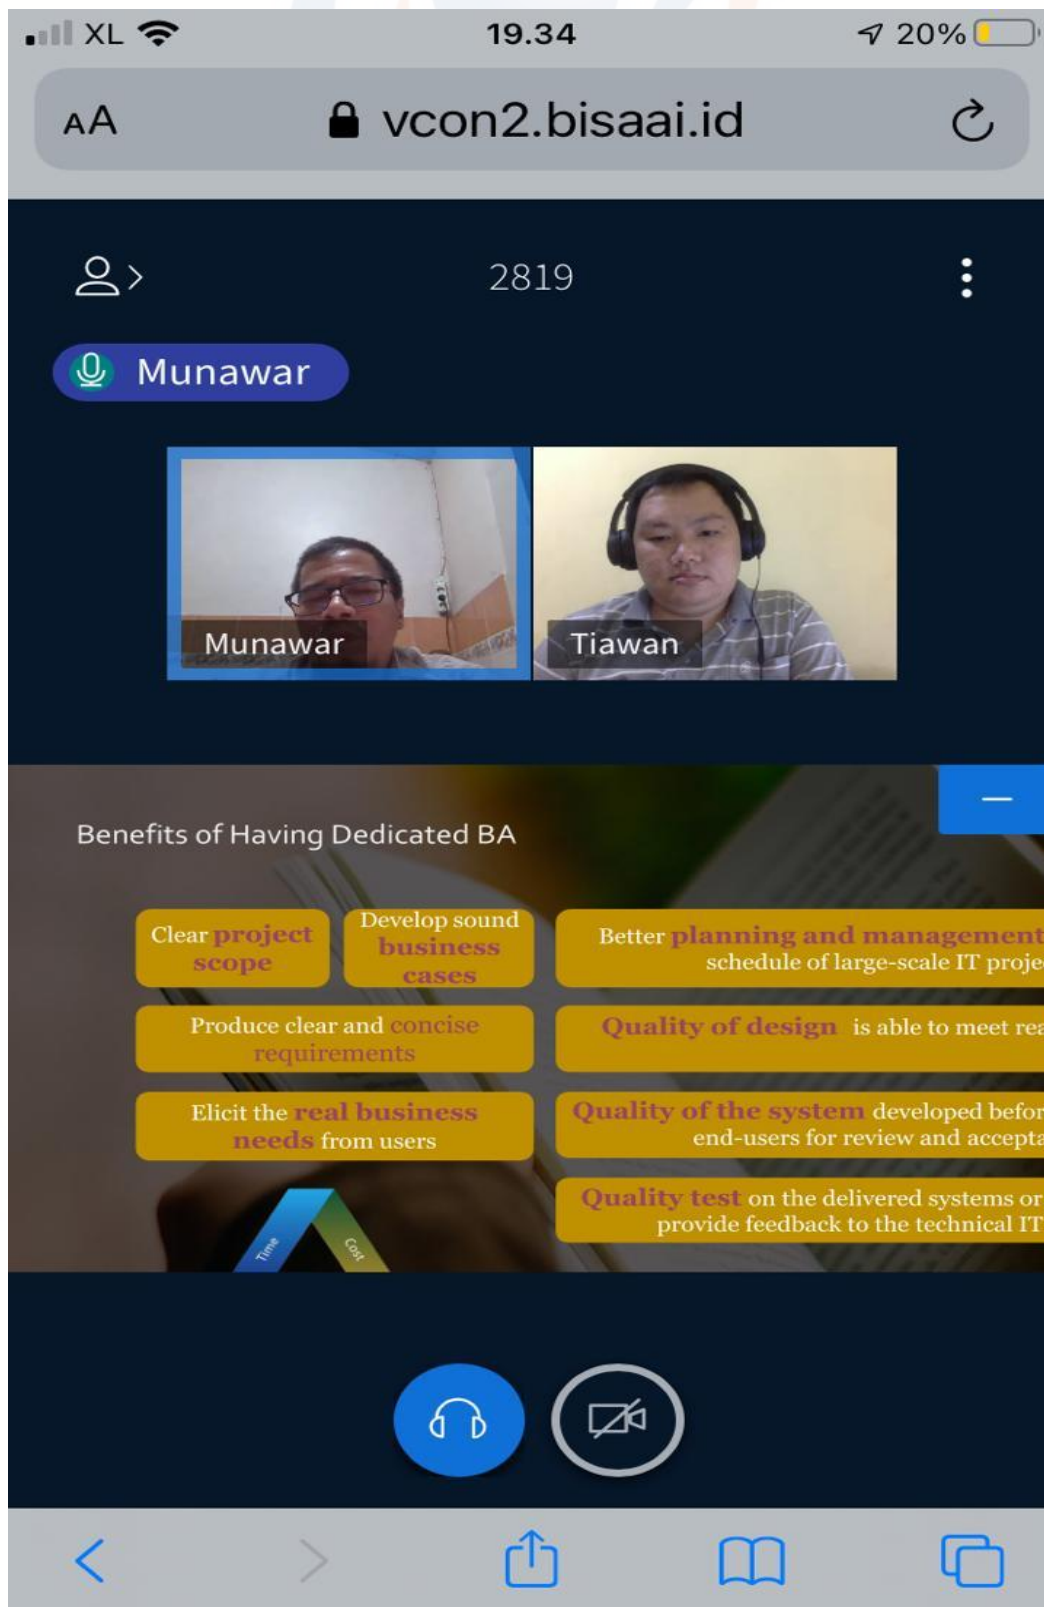 XL 19.34 20%
AA vcon2.bisaai.id
2819
Munawar
Munawar Tiawan
Benefits of Having Dedicated BA
Clear project
scope
Develop sound
business
cases
Better planning and management
schedule of large-scale IT proje
Produce clear and concise
requirements
Quality of design is able to meet rea
Elicit the real business
needs from users
Quality of the system developed befor
end-users for review and accepta
Quality test on the delivered systems or
provide feedback to the technical IT
Time Cost